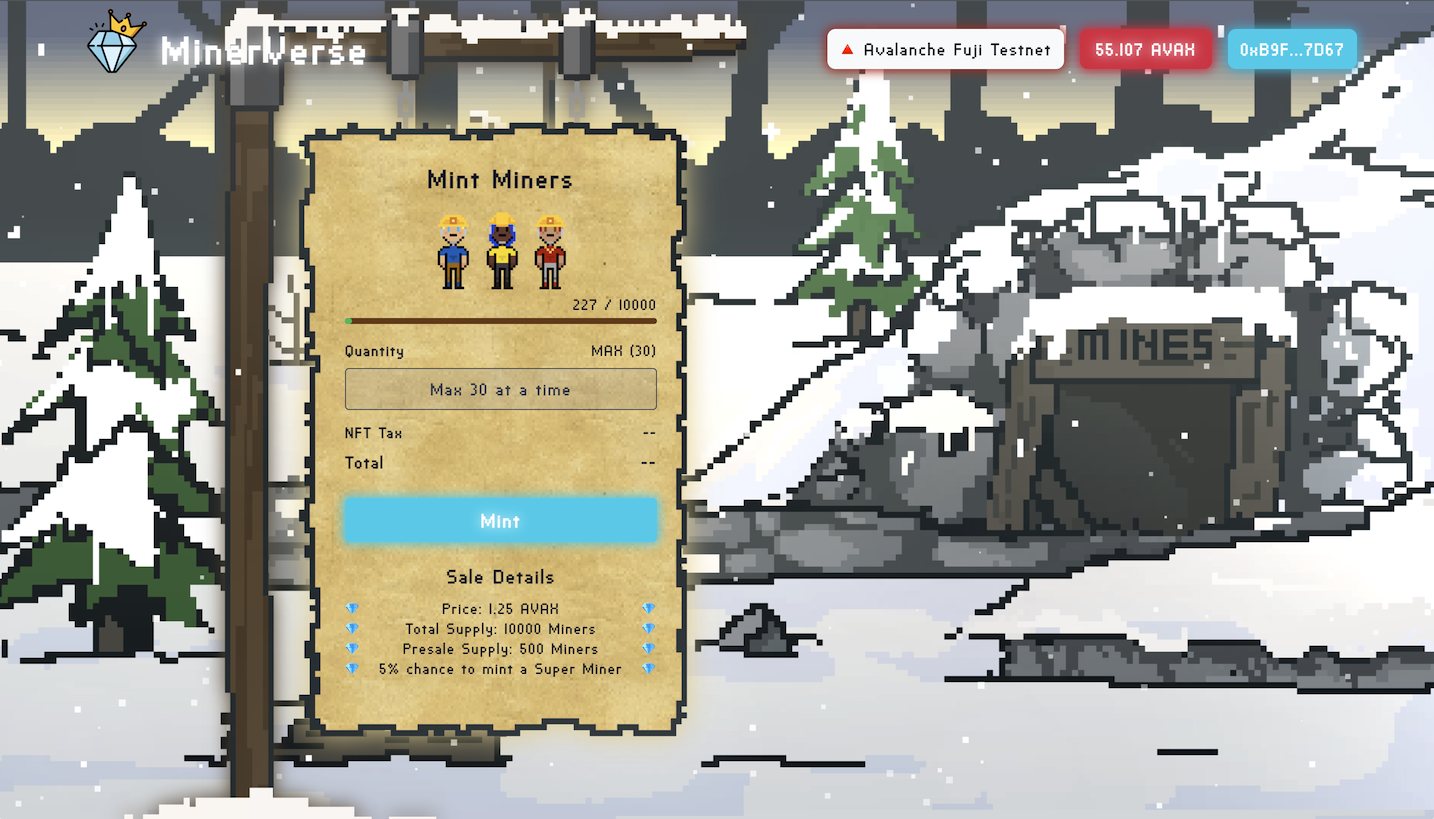 MinerVerse
Avalanche Fuji Testnet
55.107 AVAX
0xB9F...7D67
Mint Miners
227 / 10000
Quantity
MAX (30)
Max 30 at a time
NFT Tax
--
Total
--
Mint
Sale Details
Price: 1.25 AVAX
Total Supply: 10000 Miners
Presale Supply: 500 Miners
5% chance to mint a Super Miner
MINES